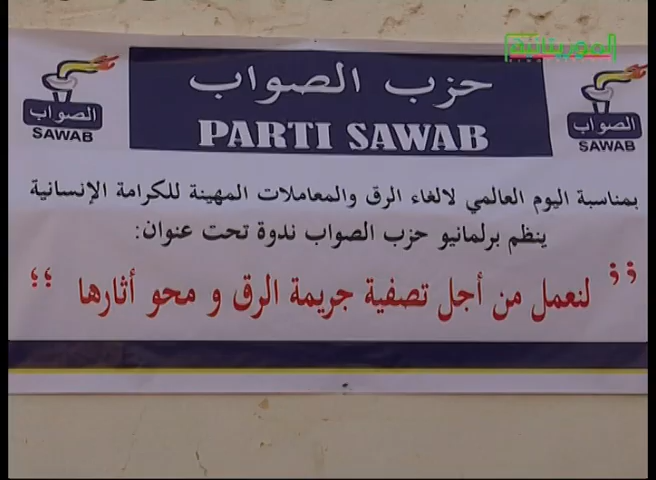 الموريتانية
حزب الصواب
PARTI SAWAB
الصواب
SAWAB
الصواب
SAWAB
بمناسبة اليوم العالمي لالغاء الرق والمعاملات المهينة للكرامة الإنسانية
ينظم برلمانيو حزب الصواب ندوة تحت عنوان:
,, لنعمل من أجل تصفية جريمة الرق و محو أثارها ,,